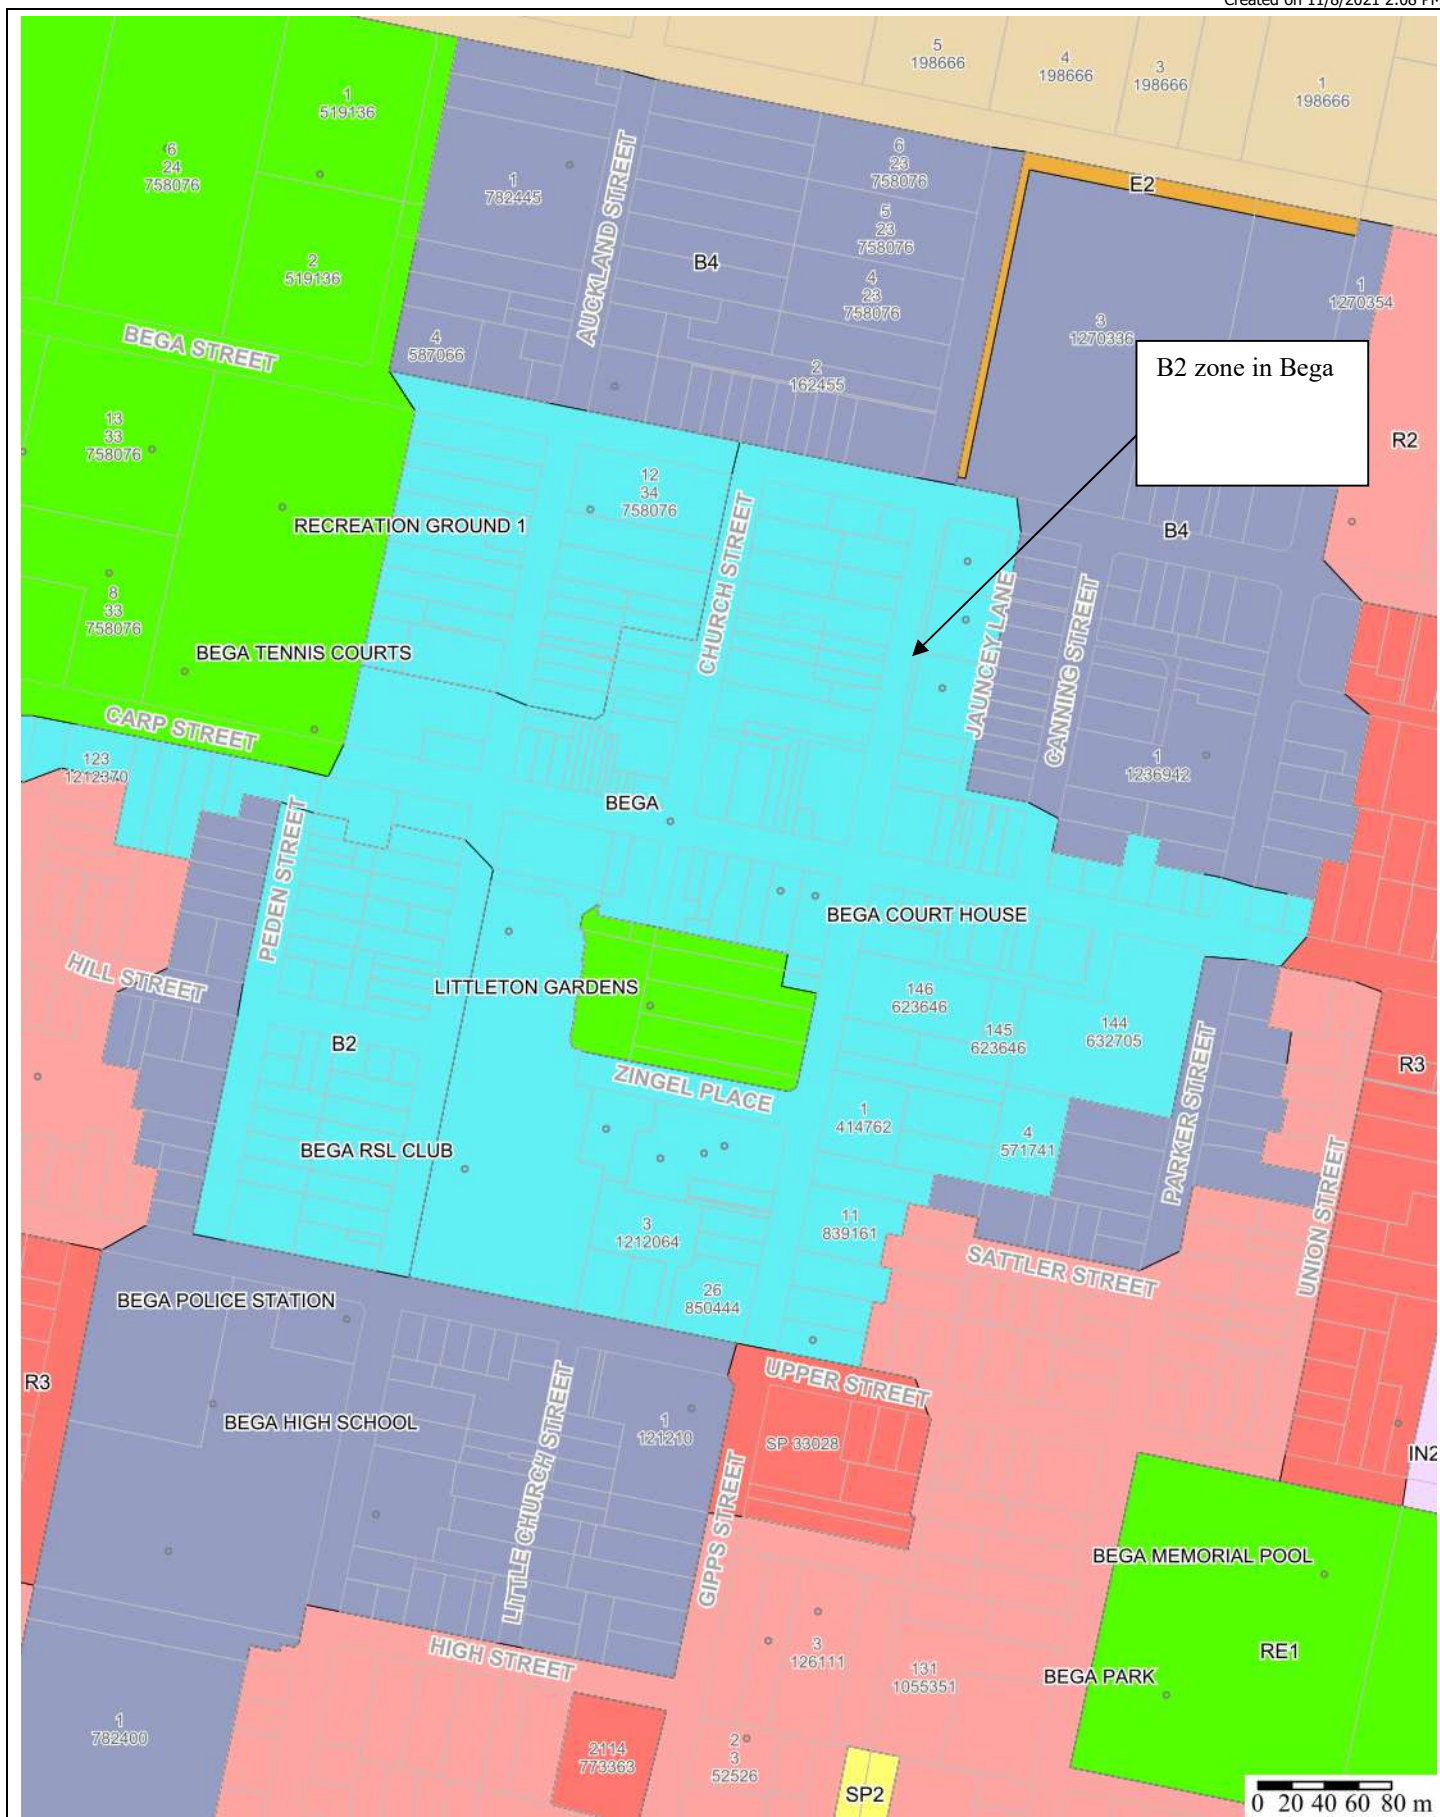 Created on 11/8/2021 2:08 PM
5
198666
4
198666
3
198666
1
198666
1
519136
6
24
758076
2
519136
1
782445
AUCKLAND STREET
B4
6
23
758076
5
23
758076
4
23
758076
E2
1
1270354
3
1270336
BEGA STREET
4
587066
2
162455
B2 zone in Bega
R2
13
33
758076
RECREATION GROUND 1
12
34
758076
CHURCH STREET
B4
JAUNCEY LANE
CANNING STREET
8
33
758076
BEGA TENNIS COURTS
CARP STREET
123
1212370
1
1236942
BEGA
PEDEN STREET
BEGA COURT HOUSE
HILL STREET
LITTLETON GARDENS
146
623646
145
623646
144
632705
B2
ZINGEL PLACE
R3
PARKER STREET
1
414762
4
571741
BEGA RSL CLUB
UNION STREET
3
1212064
11
839161
SATTLER STREET
26
850444
BEGA POLICE STATION
R3
UPPER STREET
BEGA HIGH SCHOOL
LITTLE CHURCH STREET
1
121210
SP 33028
GIPPS STREET
IN2
BEGA MEMORIAL POOL
HIGH STREET
3
126111
131
1055351
BEGA PARK
RE1
1
782400
2114
773363
2
3
52526
SP2
0 20 40 60 80 m